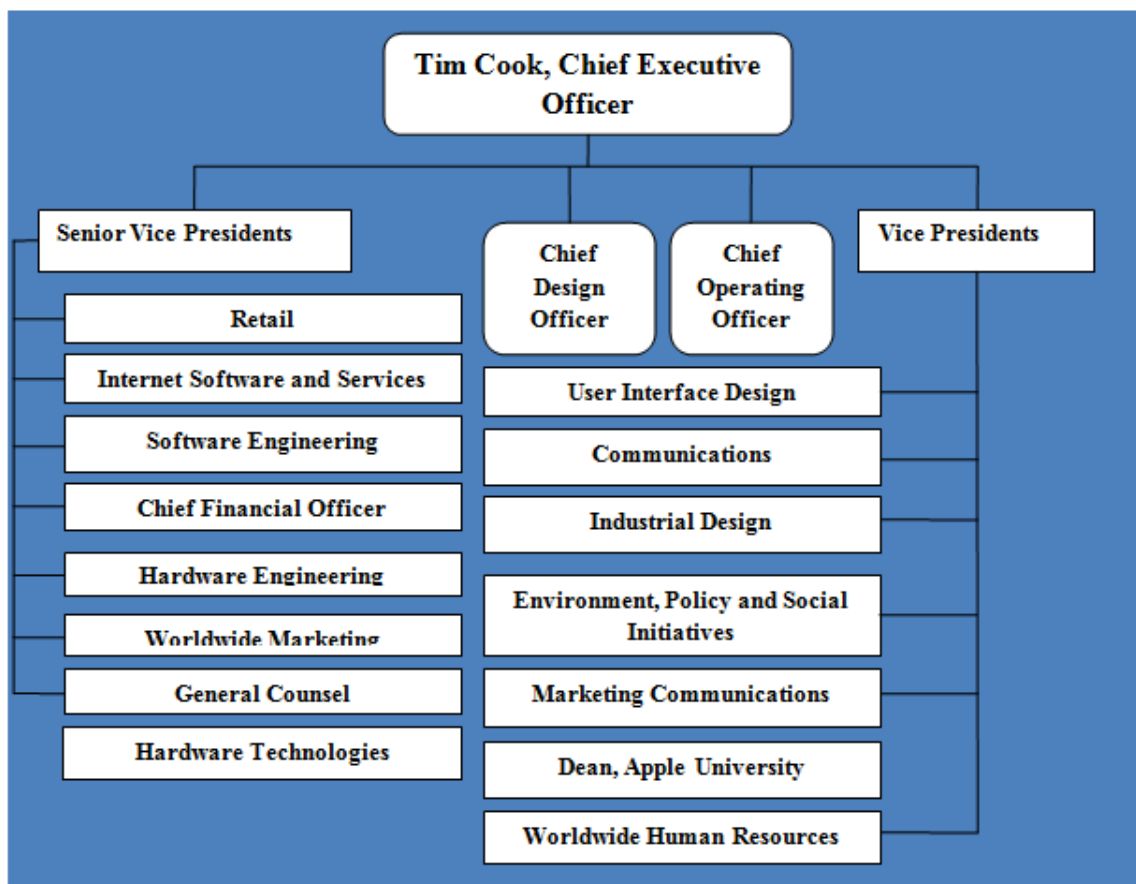 Tim Cook, Chief Executive
Officer
Senior Vice Presidents
Chief
Design
Officer
Chief
Operating
Officer
Vice Presidents
Retail
Internet Software and Services
Software Engineering
Chief Financial Officer
Hardware Engineering
Worldwide Marketing
General Counsel
Hardware Technologies
User Interface Design
Communications
Industrial Design
Environment, Policy and Social
Initiatives
Marketing Communications
Dean, Apple University
Worldwide Human Resources